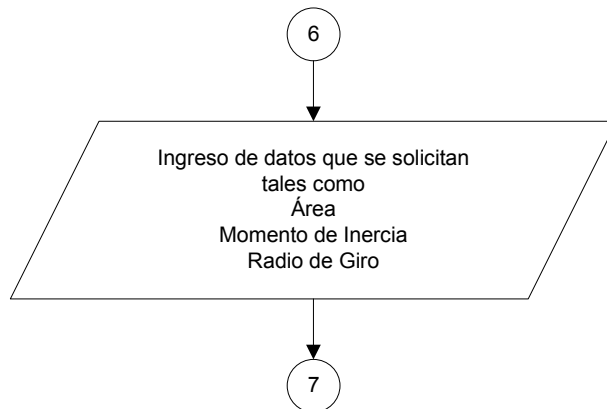 6
Ingreso de datos que se solicitan
tales como
Área
Momento de Inercia
Radio de Giro
7